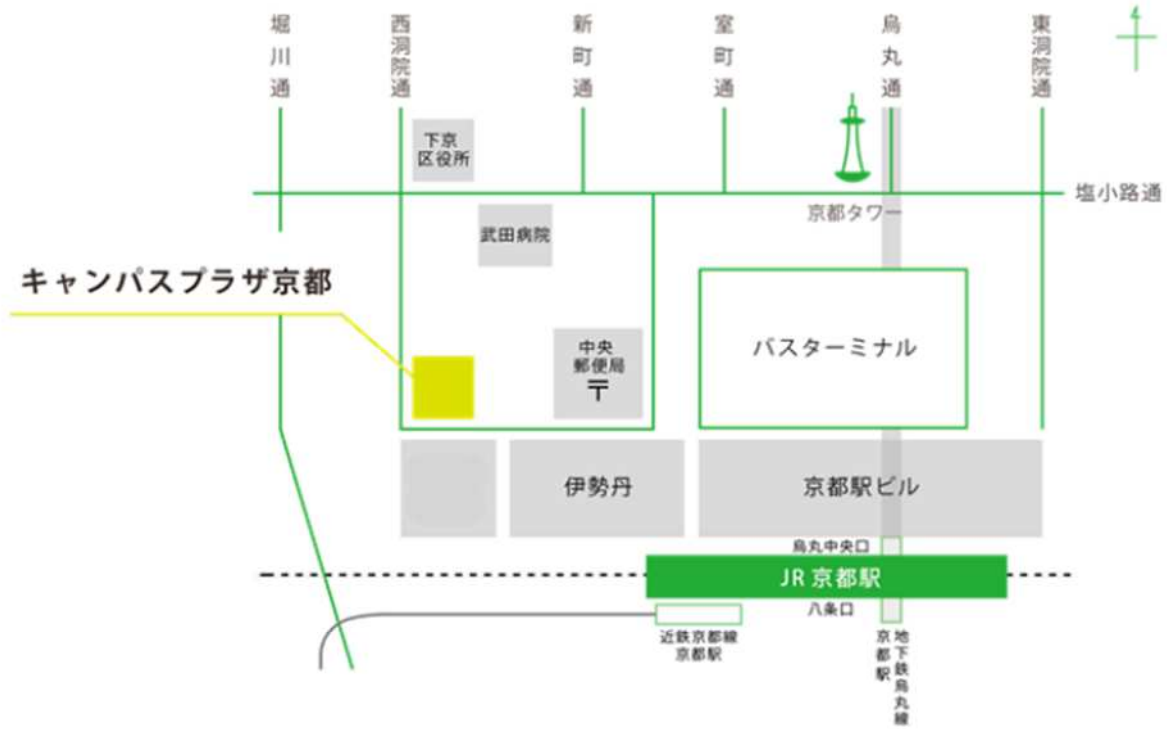 堀川通
西洞院通
新町通
室町通
烏丸通
東洞院通
4
下京
区役所
塩小路通
京都タワー
武田病院
キャンパスプラザ京都
中央
郵便局
〒
バスターミナル
伊勢丹
京都駅ビル
烏丸中央口
JR 京都駅
八条口
近鉄京都線
京都駅
地下鉄烏丸線
京都駅